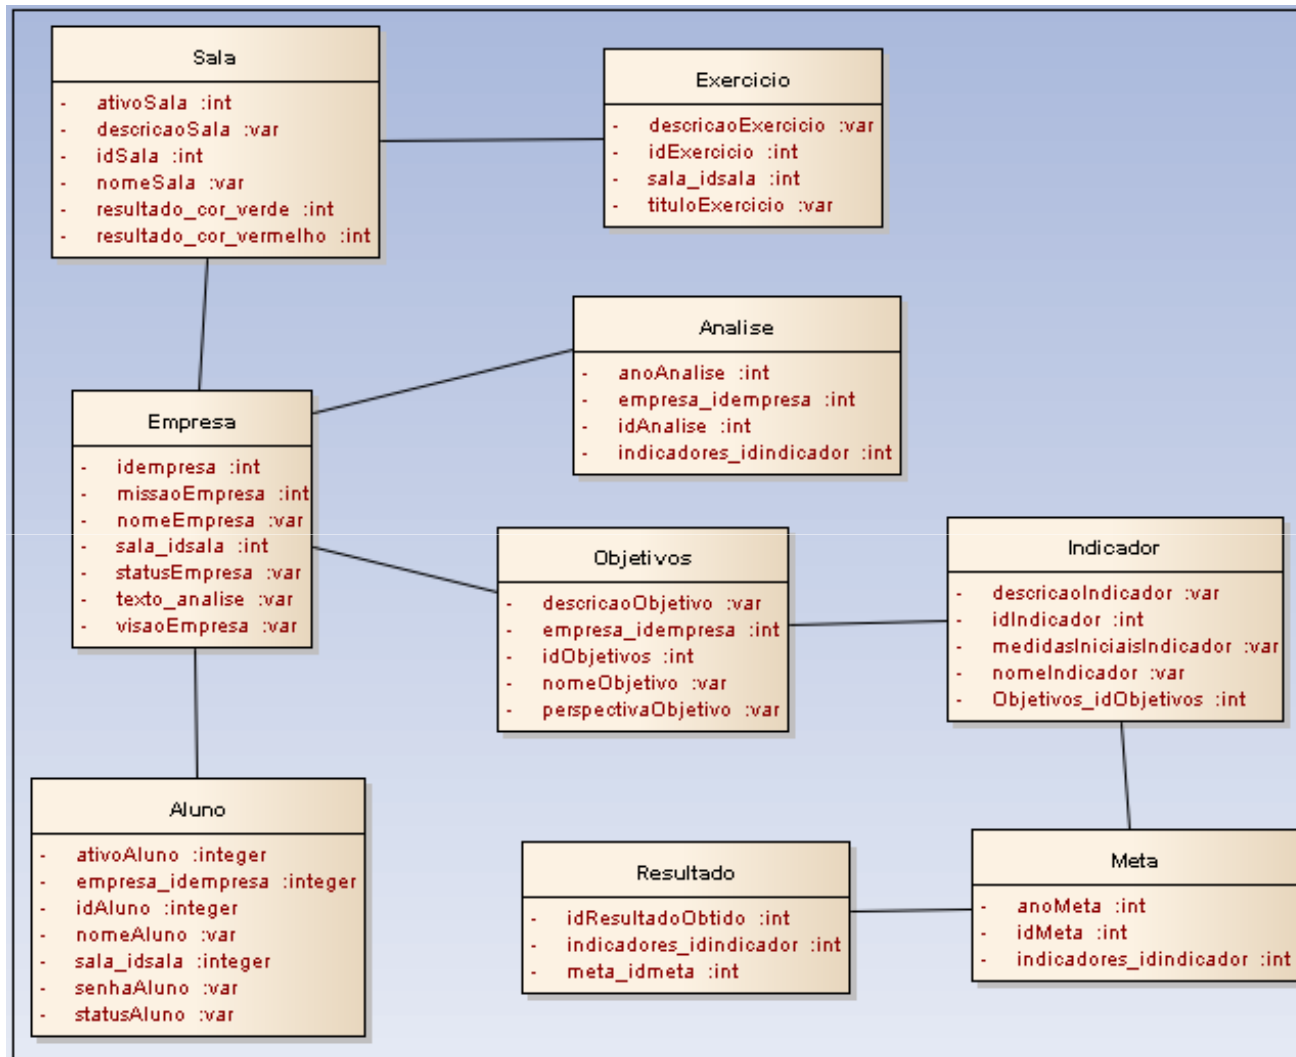 Sala
- ativoSala :int
- descricaoSala :var
- idSala :int
- nomeSala :var
- resultado_cor_verde :int
- resultado_cor_vermelho :int
Exercicio
- descricaoExercicio :var
- idExercicio :int
- sala_idsala :int
- tituloExercicio :var
Analise
- anoAnalise :int
- empresa_idempresa :int
- idAnalise :int
- indicadores_idindicador :int
Empresa
- idempresa :int
- missaoEmpresa :int
- nomeEmpresa :var
- sala_idsala :int
- statusEmpresa :var
- texto_analise :var
- visaoEmpresa :var
Objetivos
- descricaoObjetivo :var
- empresa_idempresa :int
- idObjetivos :int
- nomeObjetivo :var
- perspectivaObjetivo :var
Indicador
- descricaoIndicador :var
- idIndicador :int
- medidasIniciaisIndicador :var
- nomeIndicador :var
- Objetivos_idObjetivos :int
Aluno
- ativoAluno :integer
- empresa_idempresa :integer
- idAluno :integer
- nomeAluno :var
- sala_idsala :integer
- senhaAluno :var
- statusAluno :var
Resultado
- idResultadoObtido :int
- indicadores_idindicador :int
- meta_idmeta :int
Meta
- anoMeta :int
- idMeta :int
- indicadores_idindicador :int